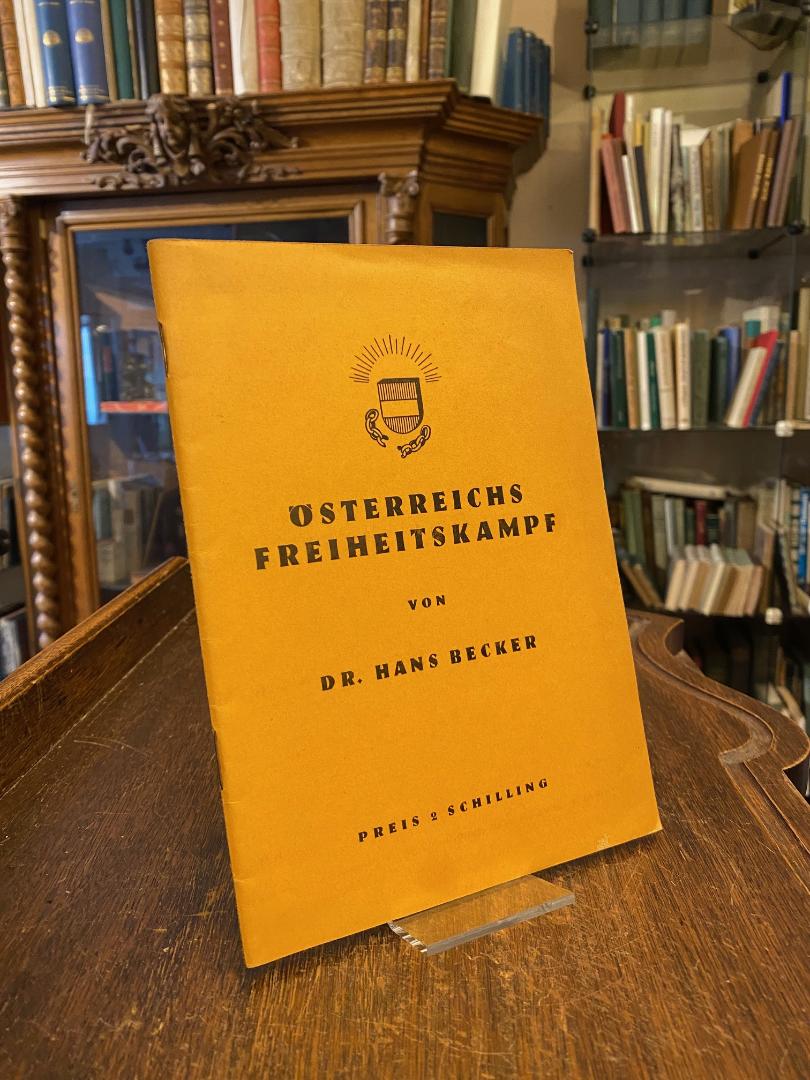 ÖSTERREICHS
FREIHEITSKAMPF
VON
DR. HANS BECKER
PREIS 2 SCHILLING